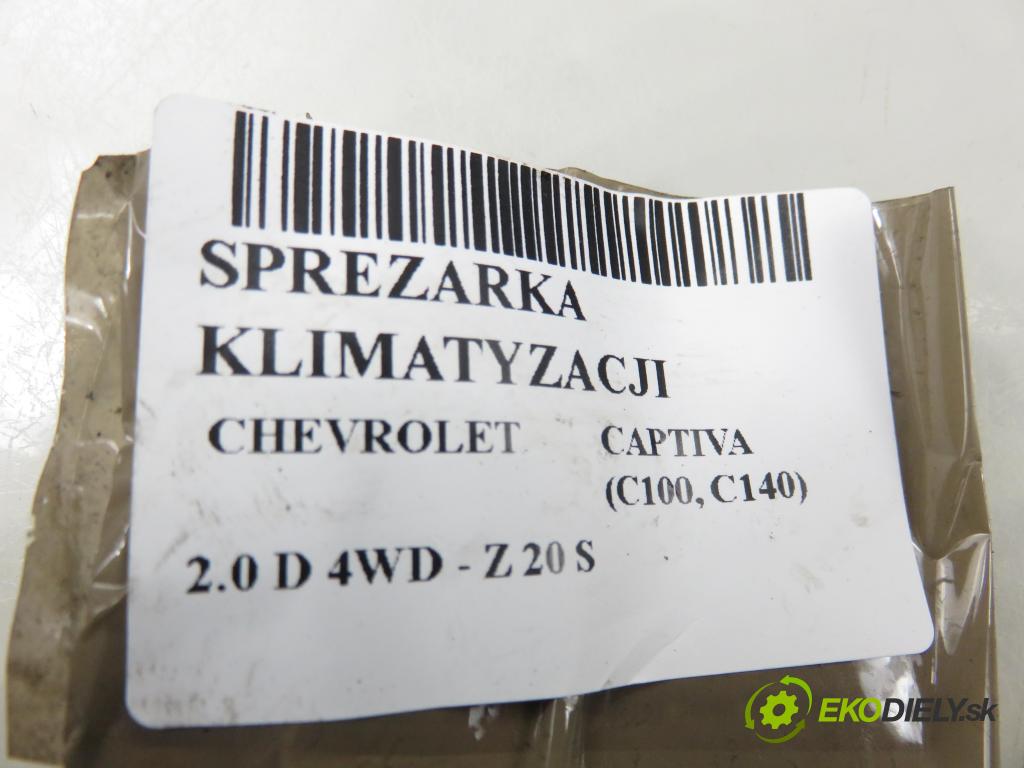 SPREZARKA
KLIMATYZACJI
CHEVROLET CAPTIVA
(C100, C140)
2.0 D 4WD - Z 20 S
EKODIELY.sk